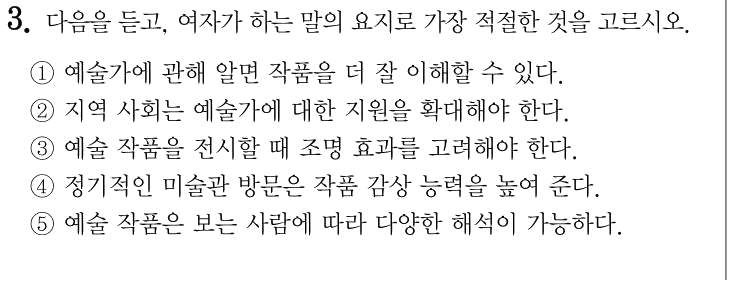 3. 다음을 듣고, 여자가 하는 말의 요지로 가장 적절한 것을 고르시오.
① 예술가에 관해 알면 작품을 더 잘 이해할 수 있다.
② 지역 사회는 예술가에 대한 지원을 확대해야 한다.
③ 예술 작품을 전시할 때 조명 효과를 고려해야 한다.
④ 정기적인 미술관 방문은 작품 감상 능력을 높여 준다.
⑤ 예술 작품은 보는 사람에 따라 다양한 해석이 가능하다.